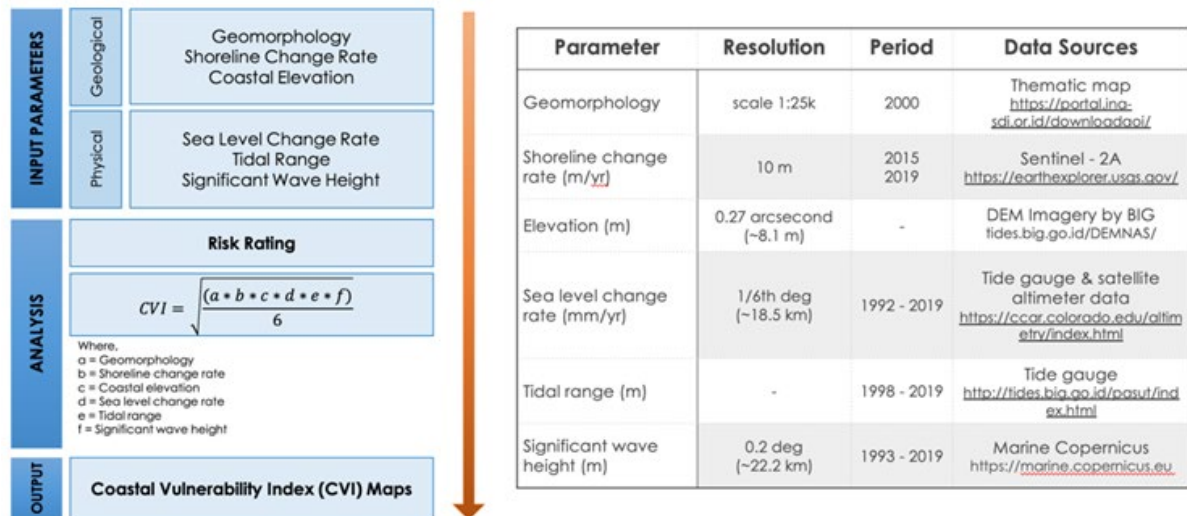 INPUT PARAMETERS
Geological
Geomorphology
Shoreline Change Rate
Coastal Elevation
Physical
Sea Level Change Rate
Tidal Range
Significant Wave Height
ANALYSIS
Risk Rating
CVI = √((a * b * c * d * e * f) / 6)
Where,
a = Geomorphology
b = Shoreline change rate
c = Coastal elevation
d = Sea level change rate
e = Tidal range
f = Significant wave height
OUTPUT
Coastal Vulnerability Index (CVI) Maps
Parameter Resolution Period Data Sources
Geomorphology scale 1:25k 2000 Thematic map
https://portal.ina-
sdi.or.id/downloadaoi/
Shoreline change
rate (m/yr) 10 m 2015
2019 Sentinel - 2A
https://earthexplorer.usgs.gov/
Elevation (m) 0.27 arcsecond
(~8.1 m) - DEM Imagery by BIG
tides.big.go.id/DEMNAS/
Sea level change
rate (mm/yr) 1/6th deg
(~18.5 km) 1992 - 2019 Tide gauge & satellite
altimeter data
https://ccar.colorado.edu/altim
etry/index.html
Tidal range (m) - 1998 - 2019 Tide gauge
http://tides.big.go.id/pasut/ind
ex.html
Significant wave
height (m) 0.2 deg
(~22.2 km) 1993 - 2019 Marine Copernicus
https://marine.copernicus.eu